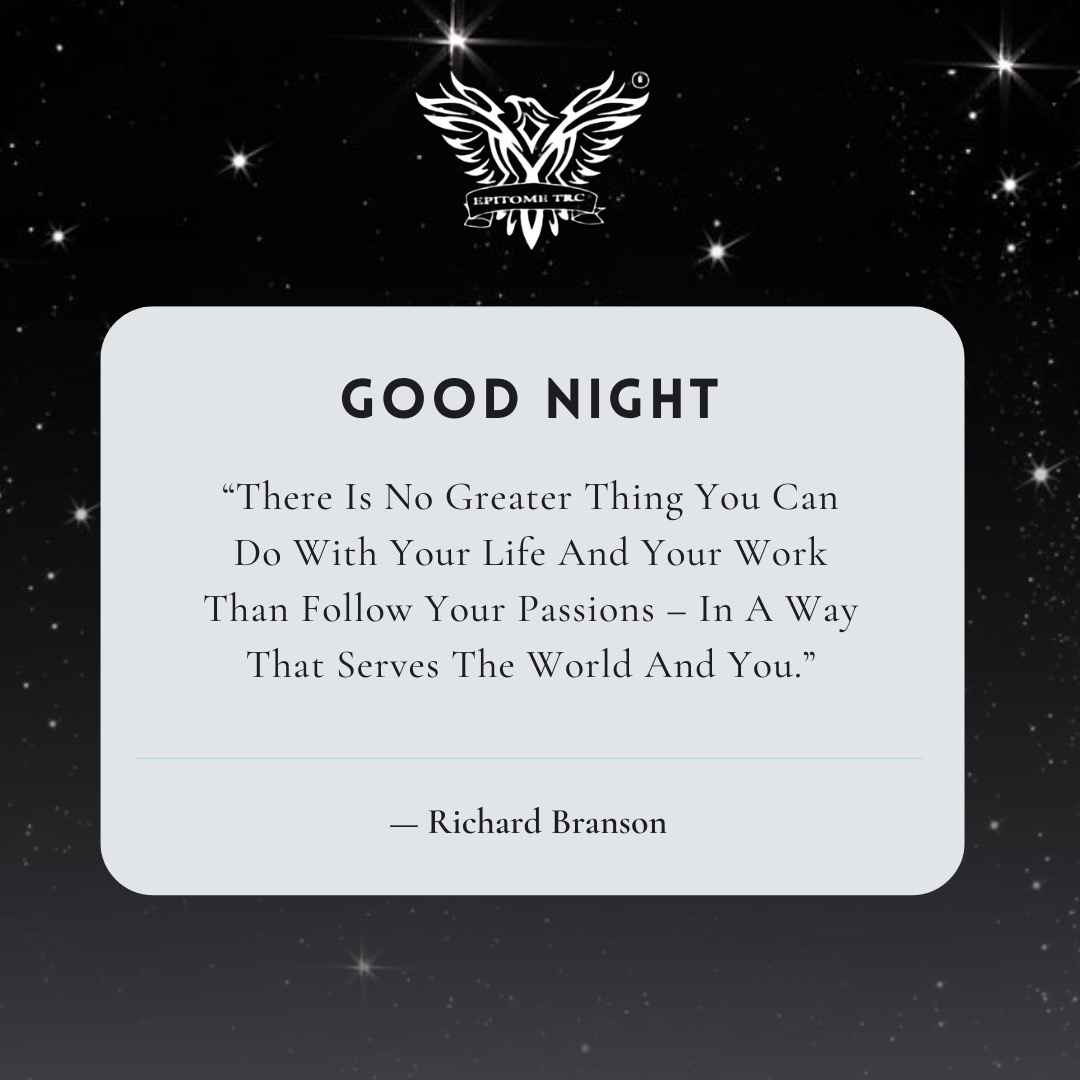 EPITOME TRC
GOOD NIGHT
“There Is No Greater Thing You Can
Do With Your Life And Your Work
Than Follow Your Passions – In A Way
That Serves The World And You.”
— Richard Branson